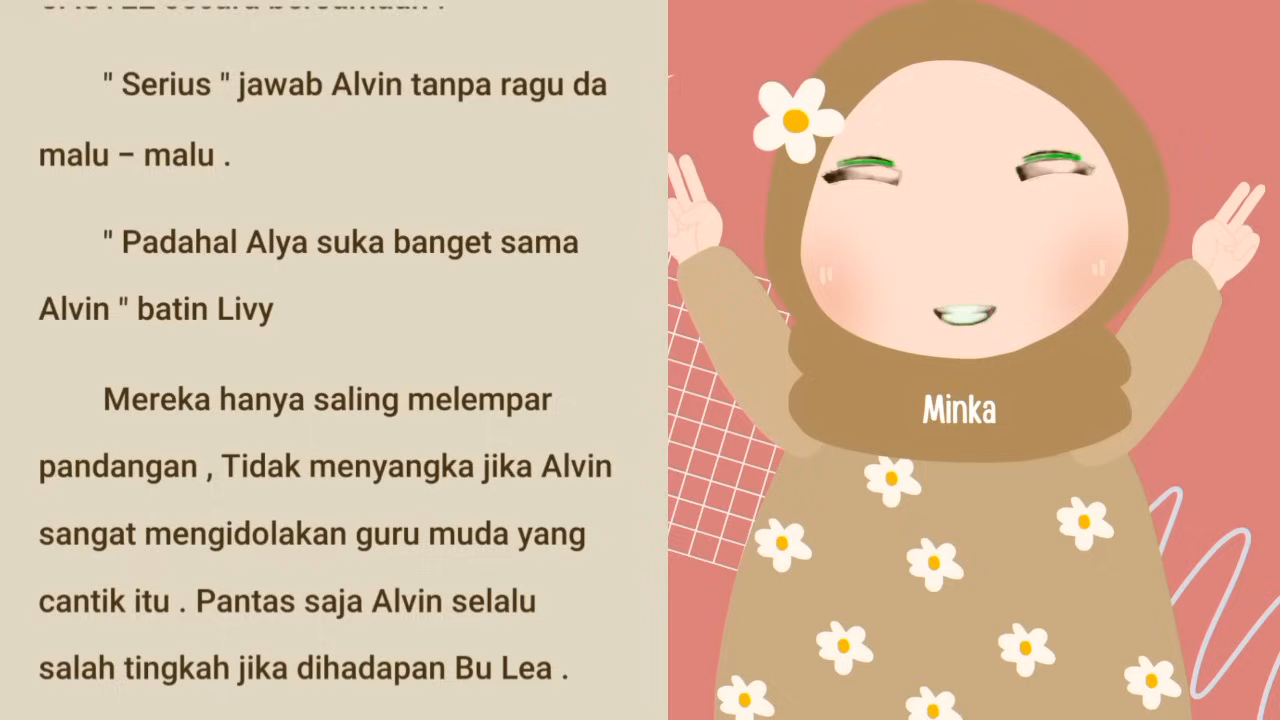 " Serius " jawab Alvin tanpa ragu da
malu – malu .
" Padahal Alya suka banget sama
Alvin " batin Livy
Mereka hanya saling melempar
pandangan , Tidak menyangka jika Alvin
sangat mengidolakan guru muda yang
cantik itu . Pantas saja Alvin selalu
salah tingkah jika dihadapan Bu Lea .
Minka